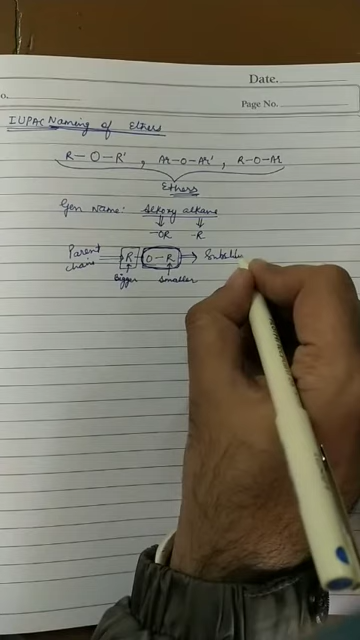 Date.
o.
Page No.:
IUPAC Naming of Ethers
R-O-R' , Ar-O-Ar' , R-O-Ar
Ethers
Gen Name: Alkoxy alkane
-OR -R
Parent chain R O-R Substitu
Bigger Smaller